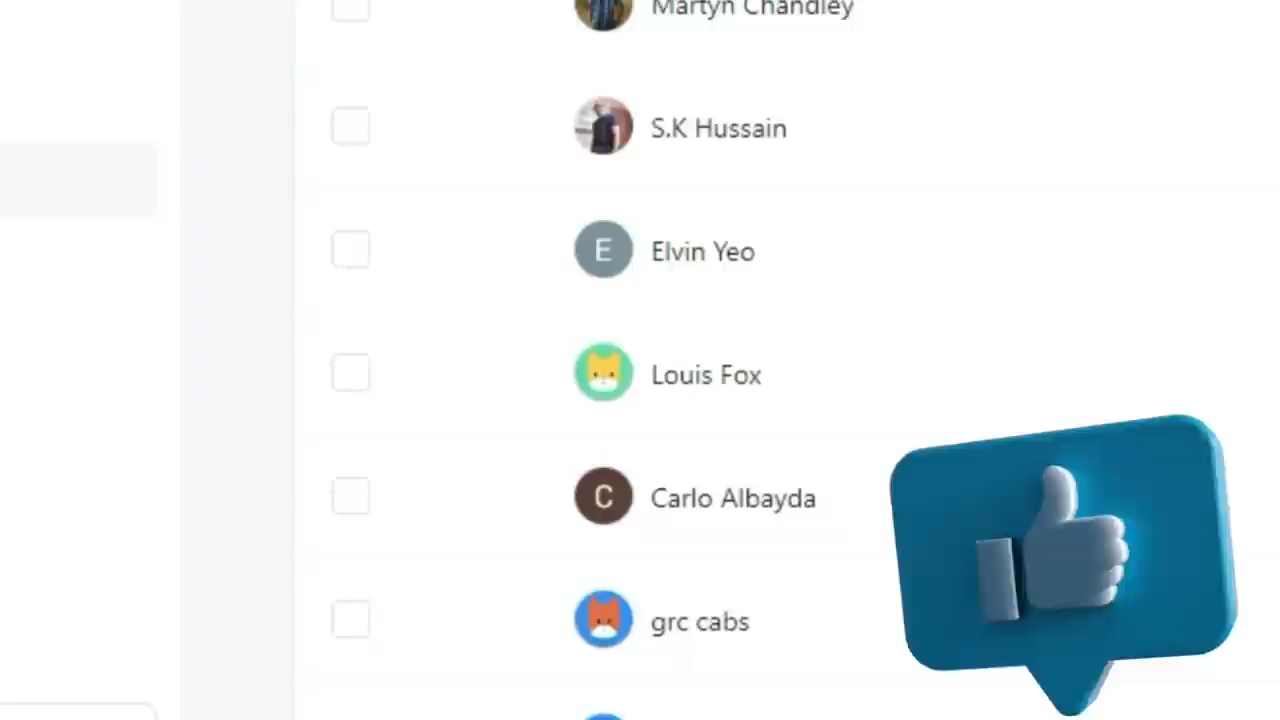 Martyn Chandley
S.K Hussain
E Elvin Yeo
Louis Fox
C Carlo Albayda
grc cabs